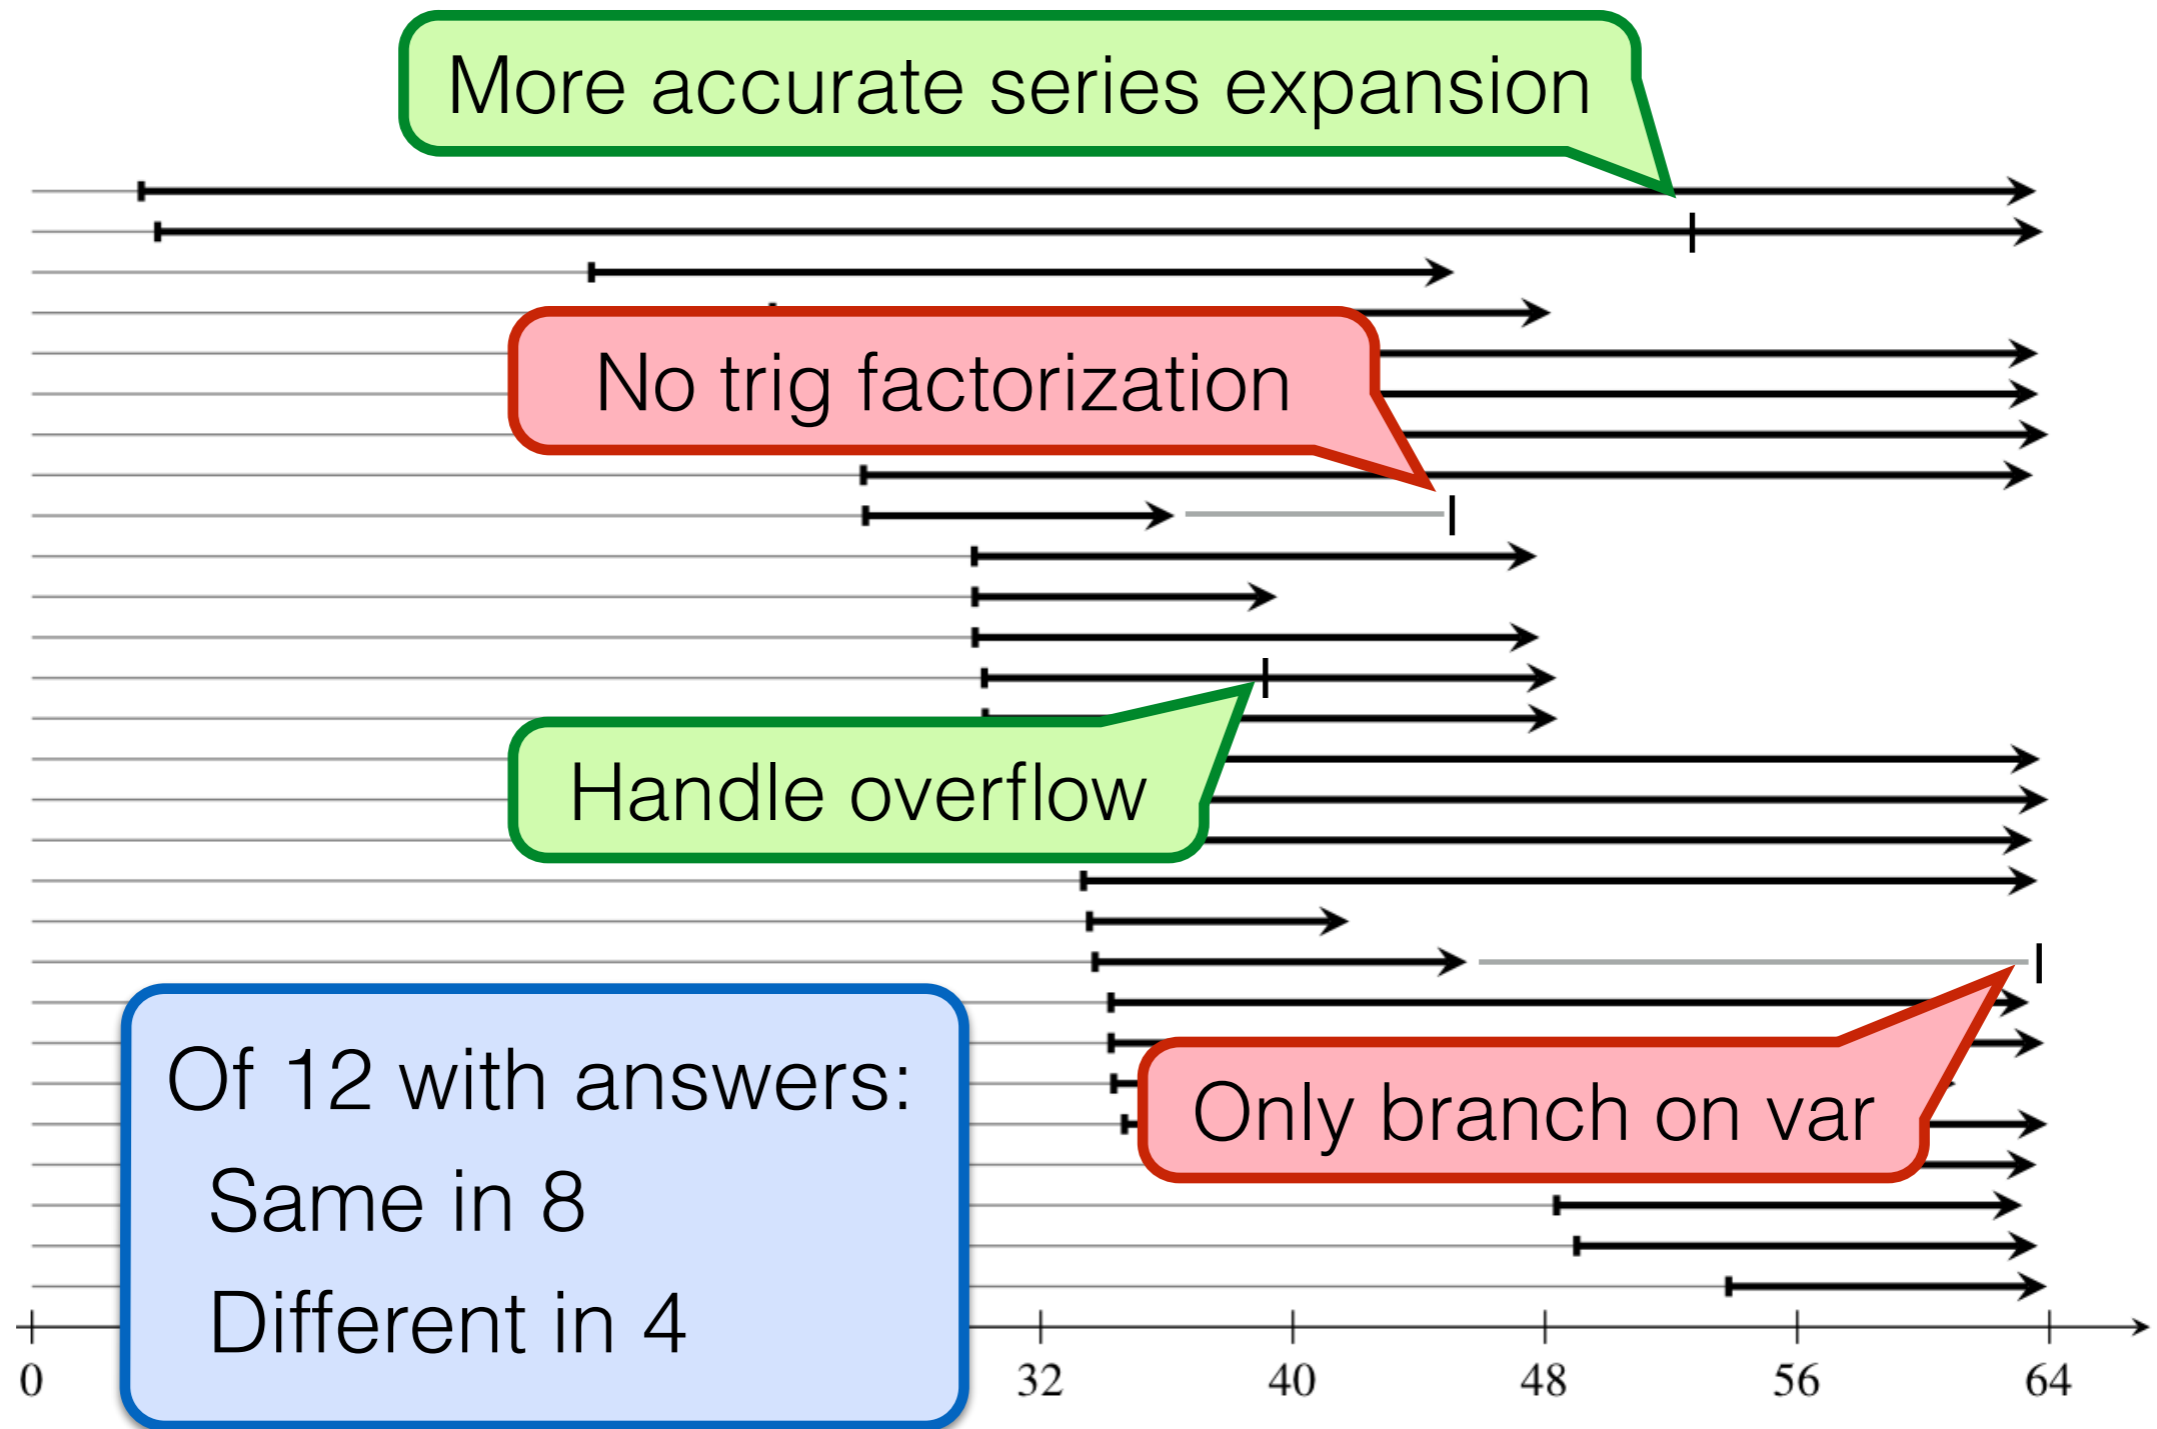 More accurate series expansion
No trig factorization
Handle overflow
Only branch on var
Of 12 with answers:
Same in 8
Different in 4
0 32 40 48 56 64